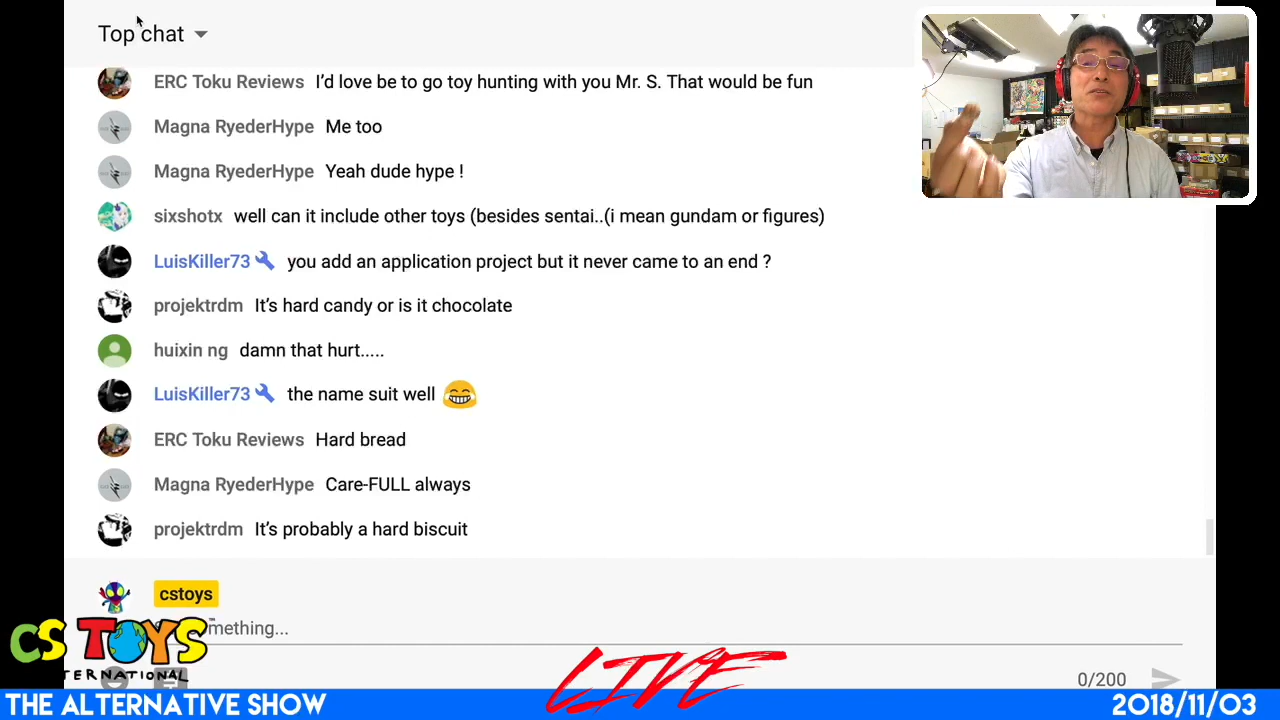 Top chat
ERC Toku Reviews I'd love be to go toy hunting with you Mr. S. That would be fun
Magna RyederHype Me too
Magna RyederHype Yeah dude hype !
sixshotx well can it include other toys (besides sentai..(i mean gundam or figures)
LuisKiller73 you add an application project but it never came to an end ?
projektrdm It's hard candy or is it chocolate
huixin ng damn that hurt.....
LuisKiller73 the name suit well 😂
ERC Toku Reviews Hard bread
Magna RyederHype Care-FULL always
projektrdm It's probably a hard biscuit
cstoys
mething...
CS TOYS
TERNATIONAL
LIVE
0/200
THE ALTERNATIVE SHOW
2018/11/03